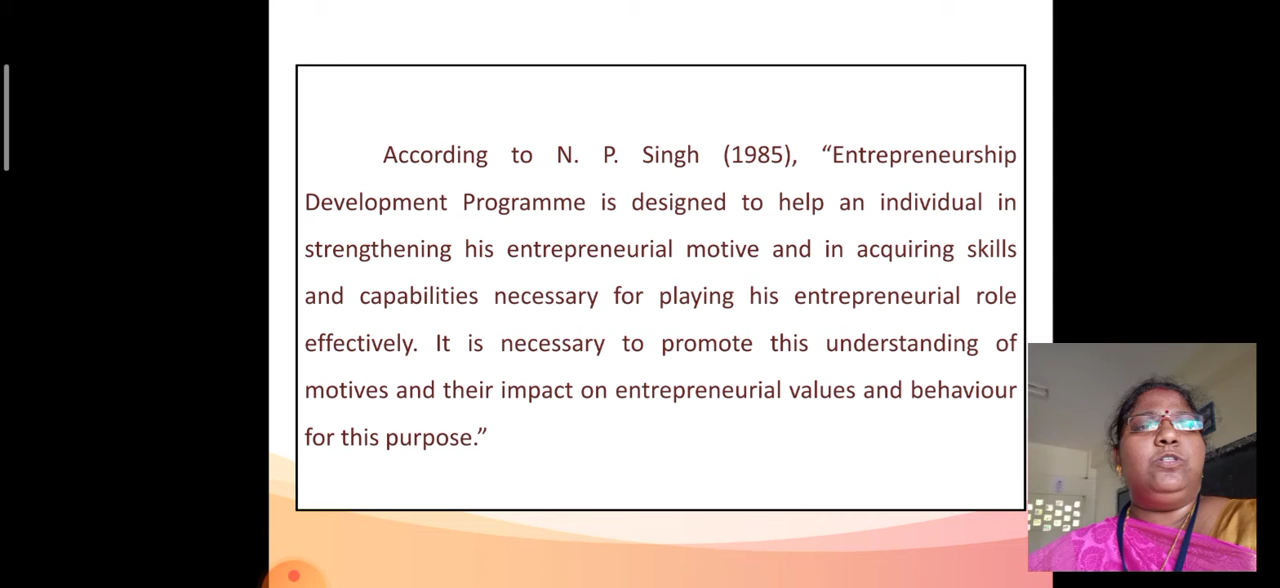 According to N. P. Singh (1985), “Entrepreneurship
Development Programme is designed to help an individual in
strengthening his entrepreneurial motive and in acquiring skills
and capabilities necessary for playing his entrepreneurial role
effectively. It is necessary to promote this understanding of
motives and their impact on entrepreneurial values and behaviour
for this purpose.”